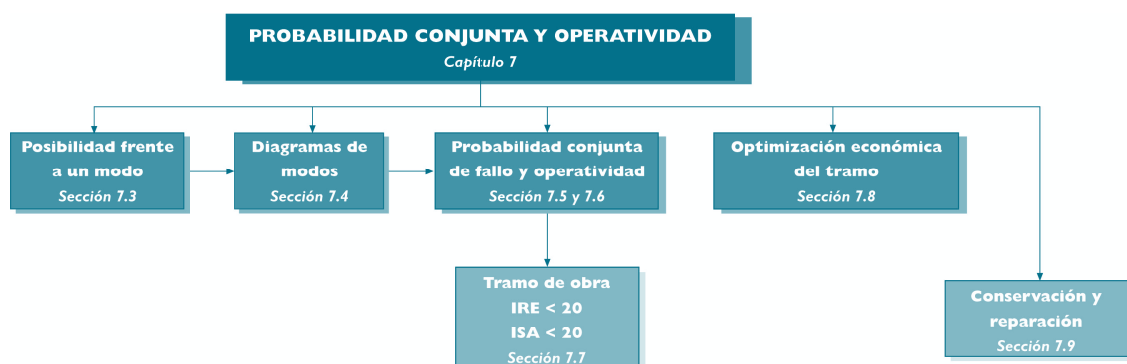 PROBABILIDAD CONJUNTA Y OPERATIVIDAD
Capítulo 7
Posibilidad frente
a un modo
Sección 7.3
Diagramas de
modos
Sección 7.4
Probabilidad conjunta
de fallo y operatividad
Sección 7.5 y 7.6
Optimización económica
del tramo
Sección 7.8
Tramo de obra
IRE < 20
ISA < 20
Sección 7.7
Conservación y
reparación
Sección 7.9